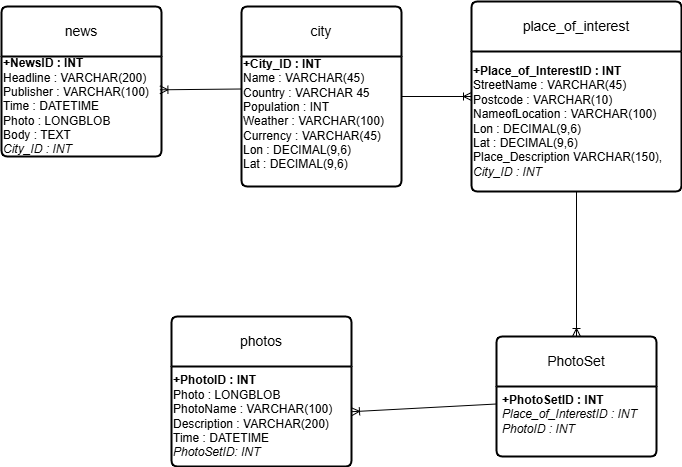 news
+NewsID : INT
Headline : VARCHAR(200)
Publisher : VARCHAR(100)
Time : DATETIME
Photo : LONGBLOB
Body : TEXT
City_ID : INT
city
+City_ID : INT
Name : VARCHAR(45)
Country : VARCHAR 45
Population : INT
Weather : VARCHAR(100)
Currency : VARCHAR(45)
Lon : DECIMAL(9,6)
Lat : DECIMAL(9,6)
place_of_interest
+Place_of_InterestID : INT
StreetName : VARCHAR(45)
Postcode : VARCHAR(10)
NameofLocation : VARCHAR(100)
Lon : DECIMAL(9,6)
Lat : DECIMAL(9,6)
Place_Description VARCHAR(150),
City_ID : INT
photos
+PhotoID : INT
Photo : LONGBLOB
PhotoName : VARCHAR(100)
Description : VARCHAR(200)
Time : DATETIME
PhotoSetID: INT
PhotoSet
+PhotoSetID : INT
Place_of_InterestID : INT
PhotoID : INT